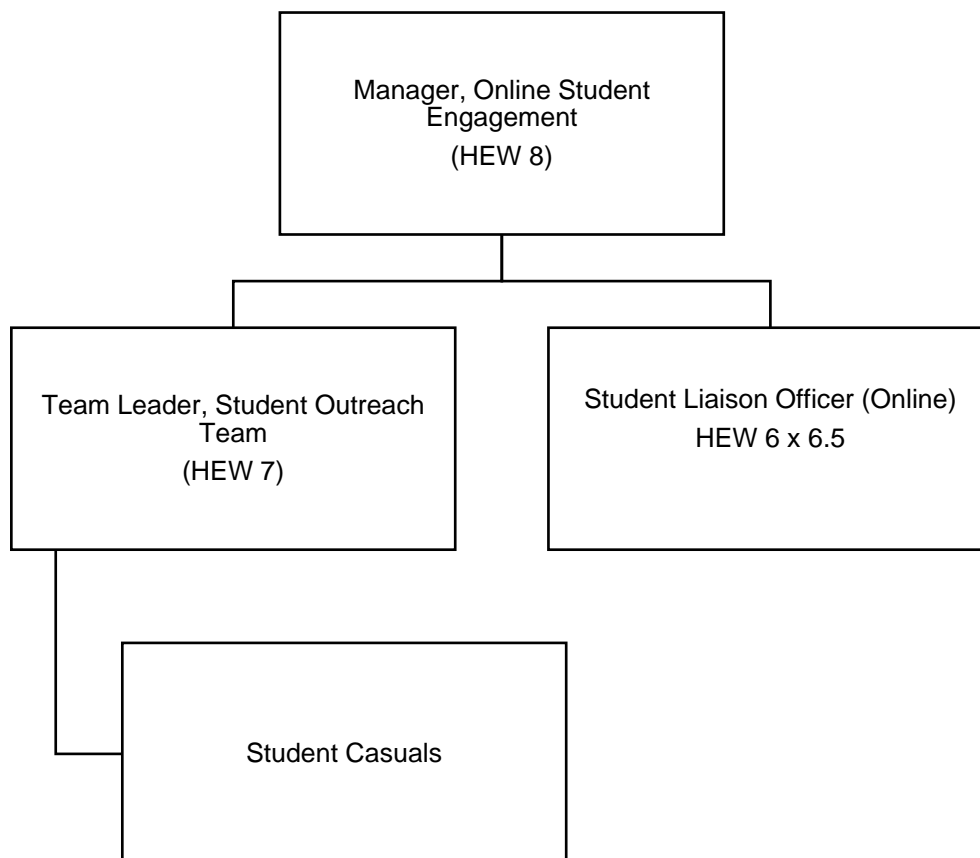 Manager, Online Student
Engagement
(HEW 8)
Team Leader, Student Outreach
Team
(HEW 7)
Student Liaison Officer (Online)
HEW 6 x 6.5
Student Casuals